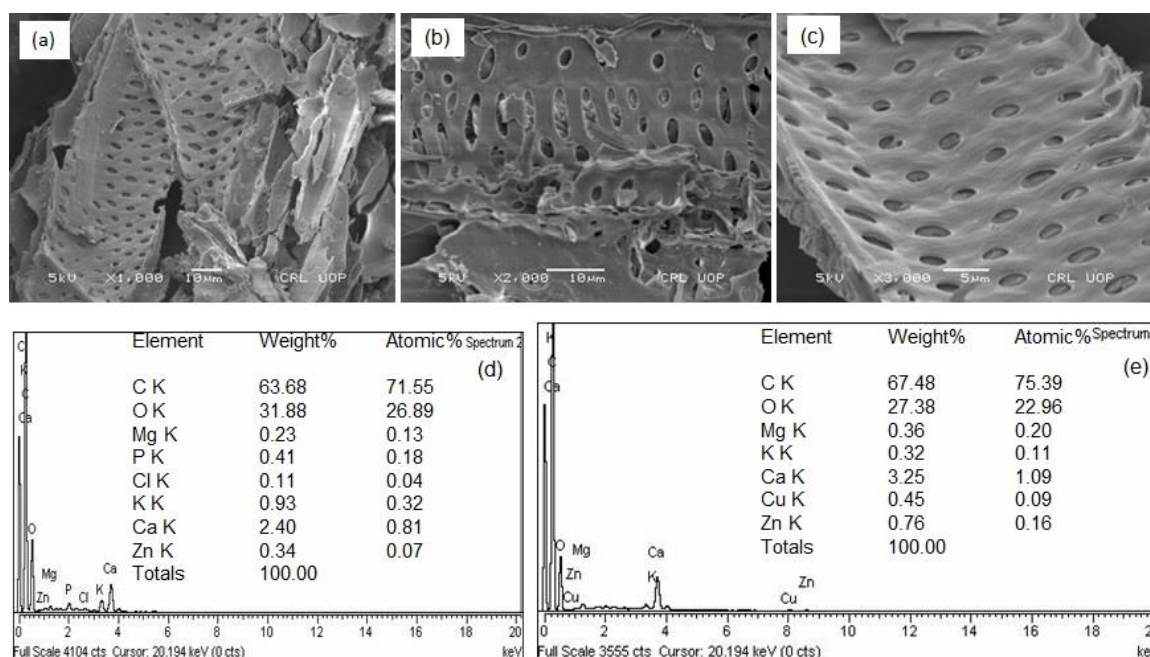 (a)
5kV X1,000 10μm CRL UOP
(b)
5kV X2,000 10μm CRL UOP
(c)
5kV X3,000 5μm CRL UOP
Element Weight% Atomic% Spectrum 2
(d)
C K 63.68 71.55
O K 31.88 26.89
Mg K 0.23 0.13
P K 0.41 0.18
Cl K 0.11 0.04
K K 0.93 0.32
Ca K 2.40 0.81
Zn K 0.34 0.07
Totals 100.00
C
K
C
Ca
O
Mg
Zn
P
Cl
K
Ca
0 2 4 6 8 10 12 14 16 18 20
Full Scale 4104 cts Cursor: 20.194 keV (0 cts) keV
Element Weight% Atomic% Spectrum
(e)
C K 67.48 75.39
O K 27.38 22.96
Mg K 0.36 0.20
K K 0.32 0.11
Ca K 3.25 1.09
Cu K 0.45 0.09
Zn K 0.76 0.16
Totals 100.00
K
C
Ca
O
Mg
Zn
Cu
Ca
K
Cu
Zn
0 2 4 6 8 10 12 14 16 18 2
Full Scale 3555 cts Cursor: 20.194 keV (0 cts) ke